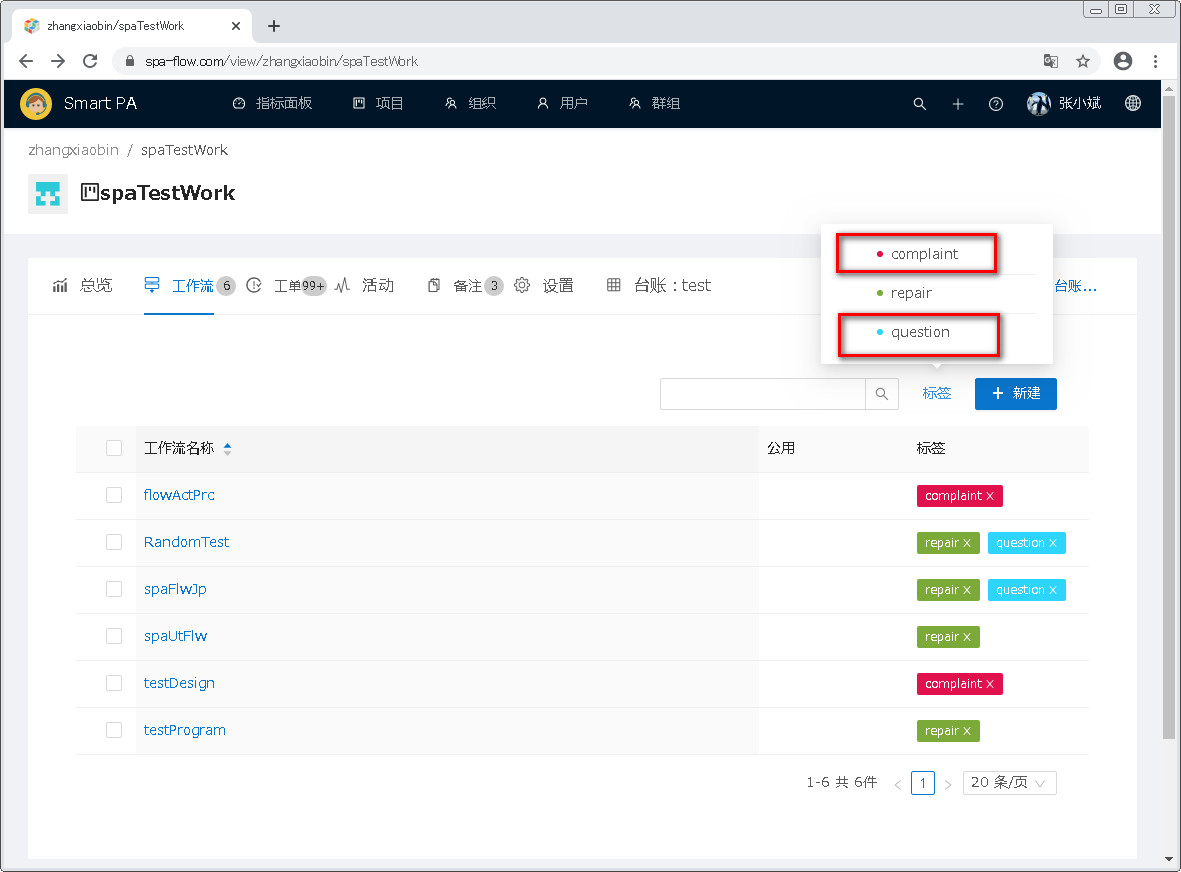 zhangxiaobin/spaTestWork
spa-flow.com/view/zhangxiaobin/spaTestWork
Smart PA 指标面板 项目 组织 用户 群组 张小斌
zhangxiaobin / spaTestWork
spaTestWork
complaint
repair
question
总览 工作流 6 工单 99+ 活动 备注 3 设置 台账：test 台账...
标签 + 新建
工作流名称 公用 标签
flowActPrc complaint ×
RandomTest repair × question ×
spaFlwJp repair × question ×
spaUtFlw repair ×
testDesign complaint ×
testProgram repair ×
1-6 共 6件 < 1 > 20 条/页